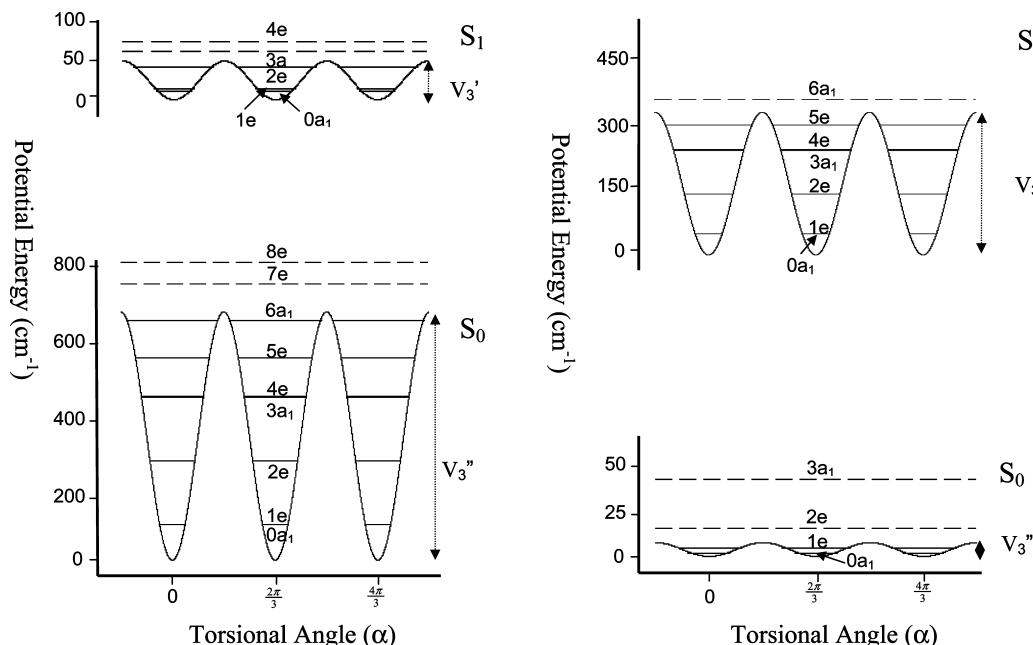 100
50
0
4e
3a
2e
1e
0a₁
S₁
V₃'
Potential Energy (cm⁻¹)
800
600
400
200
0
8e
7e
6a₁
5e
4e
3a₁
2e
1e
0a₁
S₀
V₃"
0
2π/3
4π/3
Torsional Angle (α)
450
300
150
0
6a₁
5e
4e
3a₁
2e
1e
0a₁
S
V₃
Potential Energy (cm⁻¹)
50
25
0
3a₁
2e
1e
0a₁
S₀
V₃"
0
2π/3
4π/3
Torsional Angle (α)